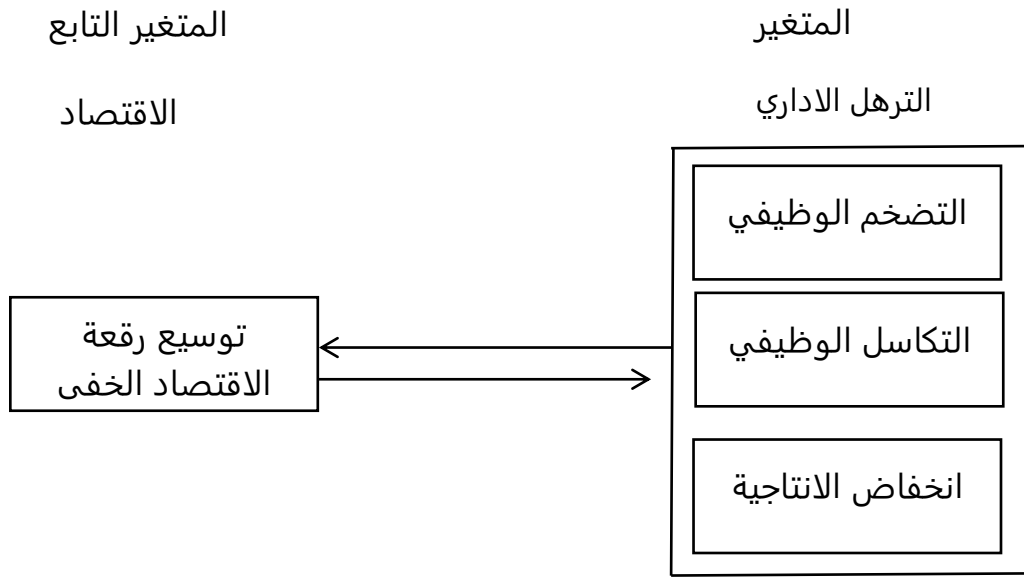 المتغير
المتغير التابع
الترهل الاداري
الاقتصاد
التضخم الوظيفي
التكاسل الوظيفي
انخفاض الانتاجية
توسيع رقعة
الاقتصاد الخفى